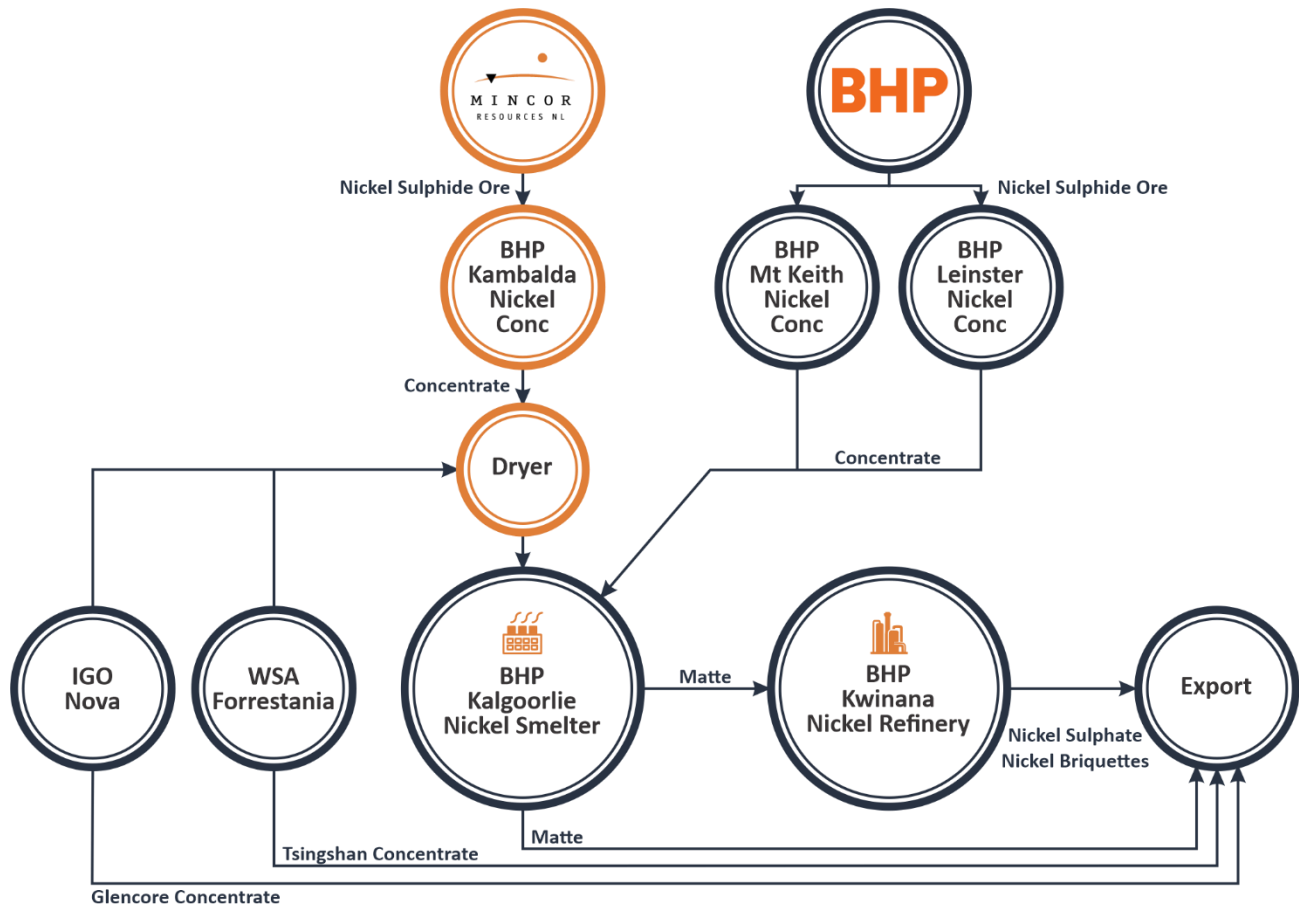 MINCOR
RESOURCES NL
BHP
Nickel Sulphide Ore
Nickel Sulphide Ore
BHP
Kambalda
Nickel
Conc
BHP
Mt Keith
Nickel
Conc
BHP
Leinster
Nickel
Conc
Concentrate
Dryer
Concentrate
IGO
Nova
WSA
Forrestania
BHP
Kalgoorlie
Nickel Smelter
Matte
BHP
Kwinana
Nickel Refinery
Export
Nickel Sulphate
Nickel Briquettes
Matte
Tsingshan Concentrate
Glencore Concentrate